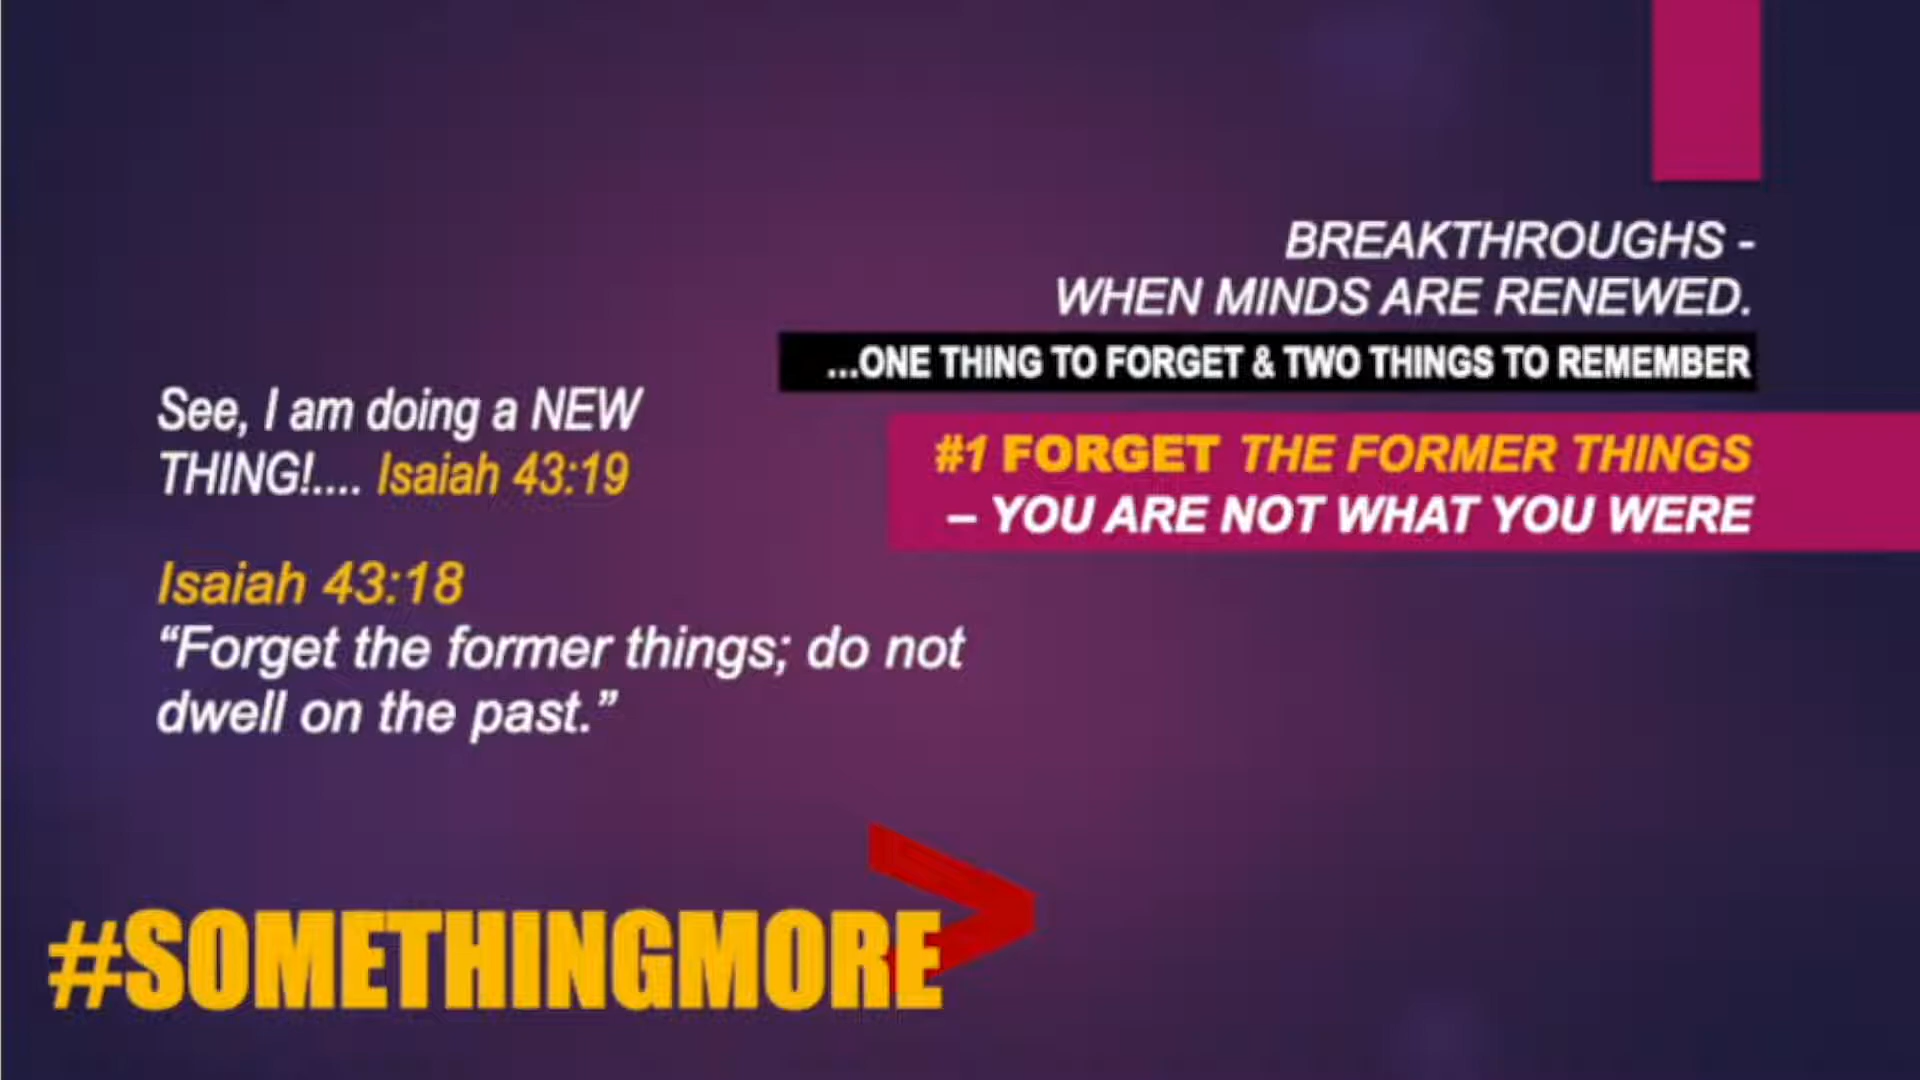 BREAKTHROUGHS -
WHEN MINDS ARE RENEWED.
...ONE THING TO FORGET & TWO THINGS TO REMEMBER
#1 FORGET THE FORMER THINGS
– YOU ARE NOT WHAT YOU WERE
See, I am doing a NEW
THING!.... Isaiah 43:19
Isaiah 43:18
“Forget the former things; do not
dwell on the past.”
>
#SOMETHINGMORE